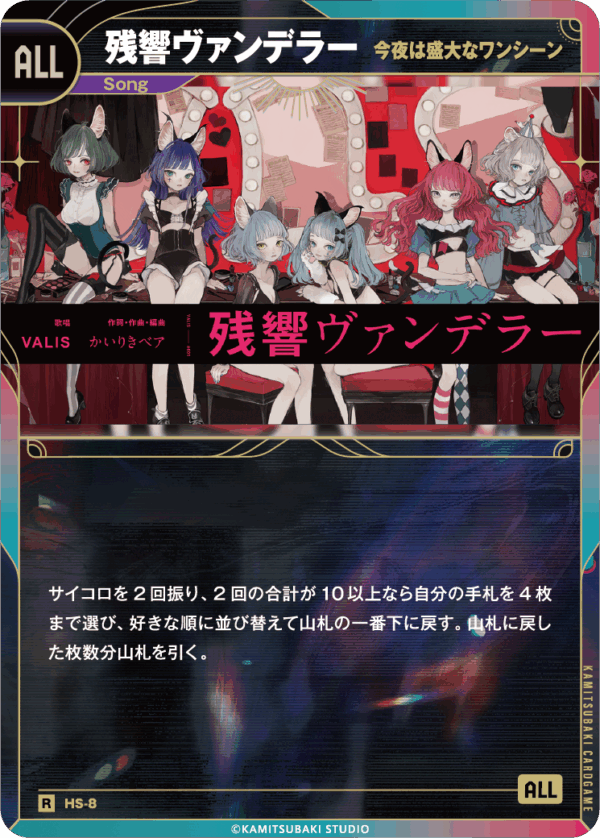 ALL
残響ヴァンデラー 今夜は盛大なワンシーン
Song
歌唱
VALIS
作詞・作曲・編曲
かいりきベア
残響ヴァンデラー
サイコロを2回振り、2回の合計が10以上なら自分の手札を4枚
まで選び、好きな順に並び替えて山札の一番下に戻す。山札に戻し
た枚数分山札を引く。
KAMITSUBAKI CARDGAME
R HS-8
ALL
©KAMITSUBAKI STUDIO